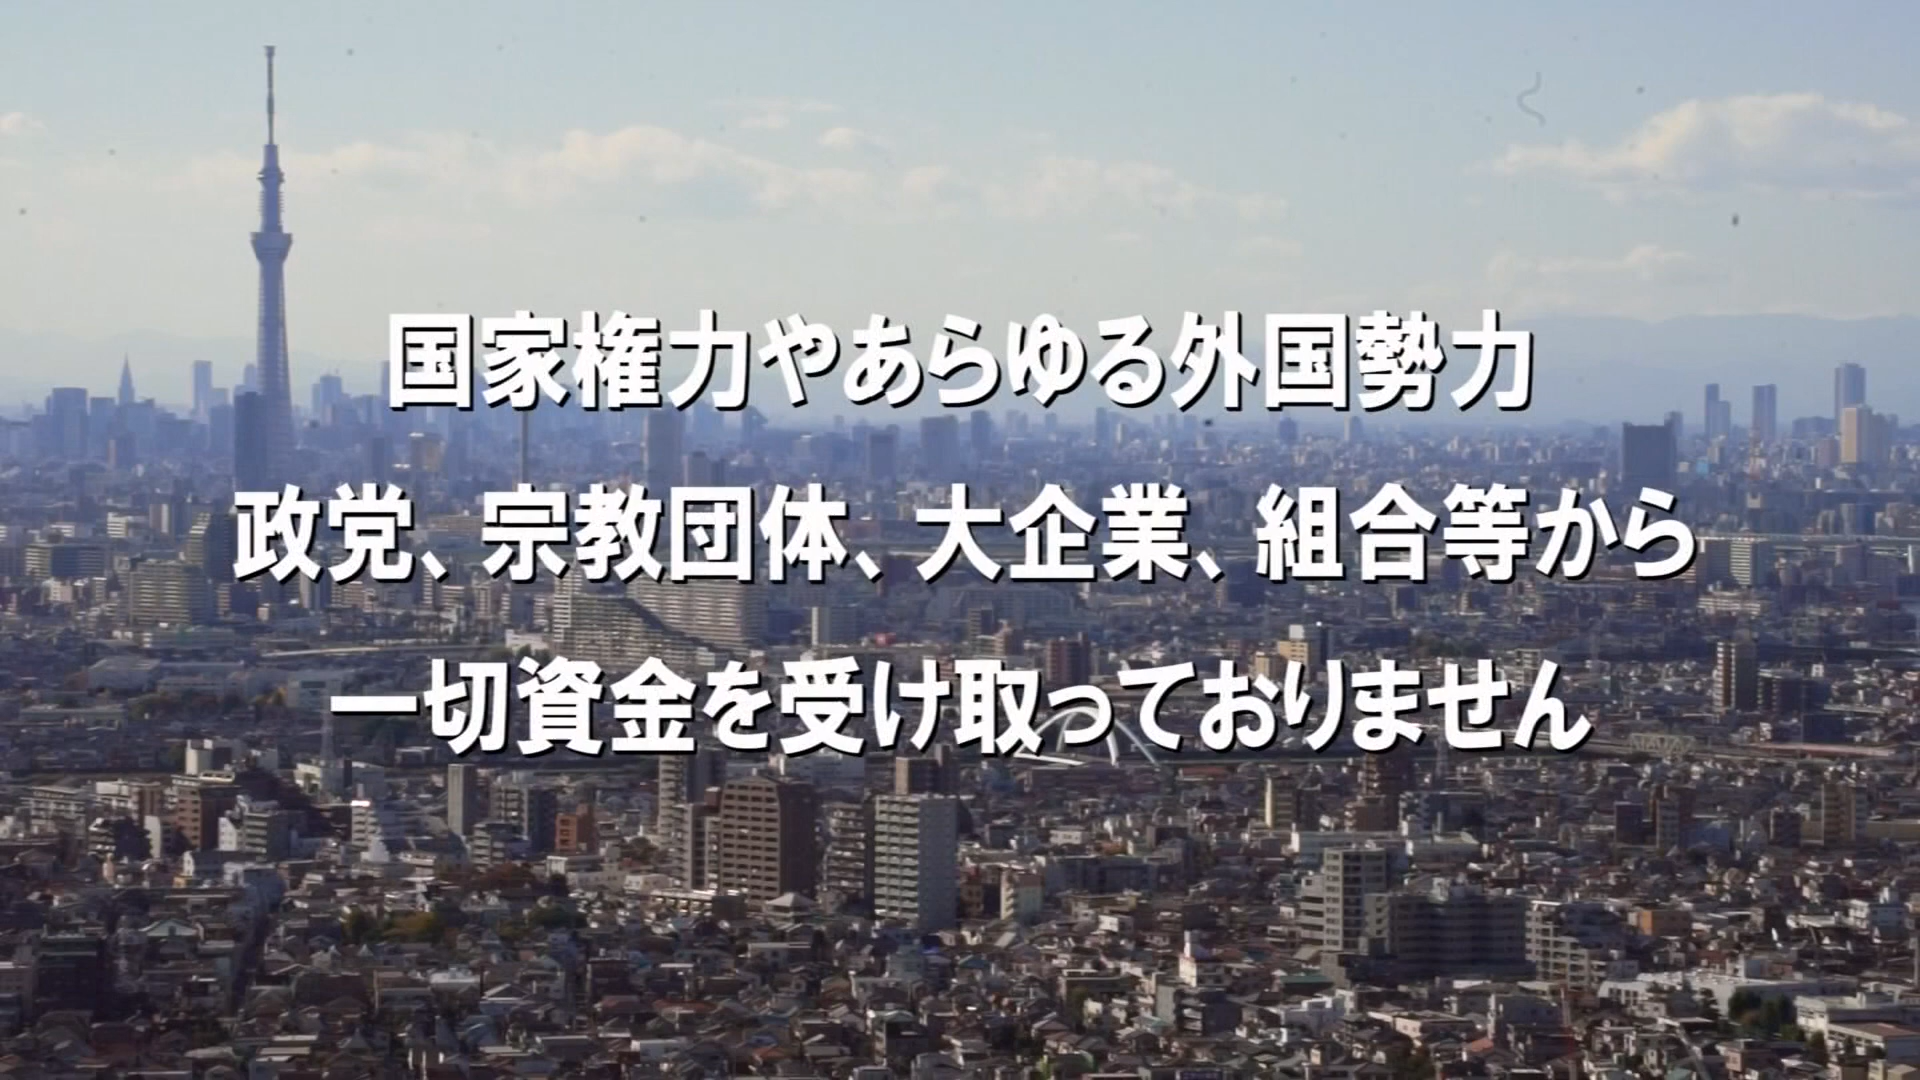 国家権力やあらゆる外国勢力
政党、宗教団体、大企業、組合等から
一切資金を受け取っておりません